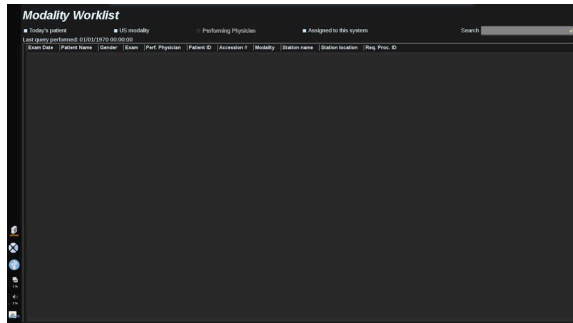 Modality Worklist
Today's patient US modality Performing Physician Assigned to this system Search
Last query performed: 01/01/1970 00:00:00
Exam Date Patient Name Gender Exam Perf. Physician Patient ID Accession # Modality Station name Station location Req. Proc. ID